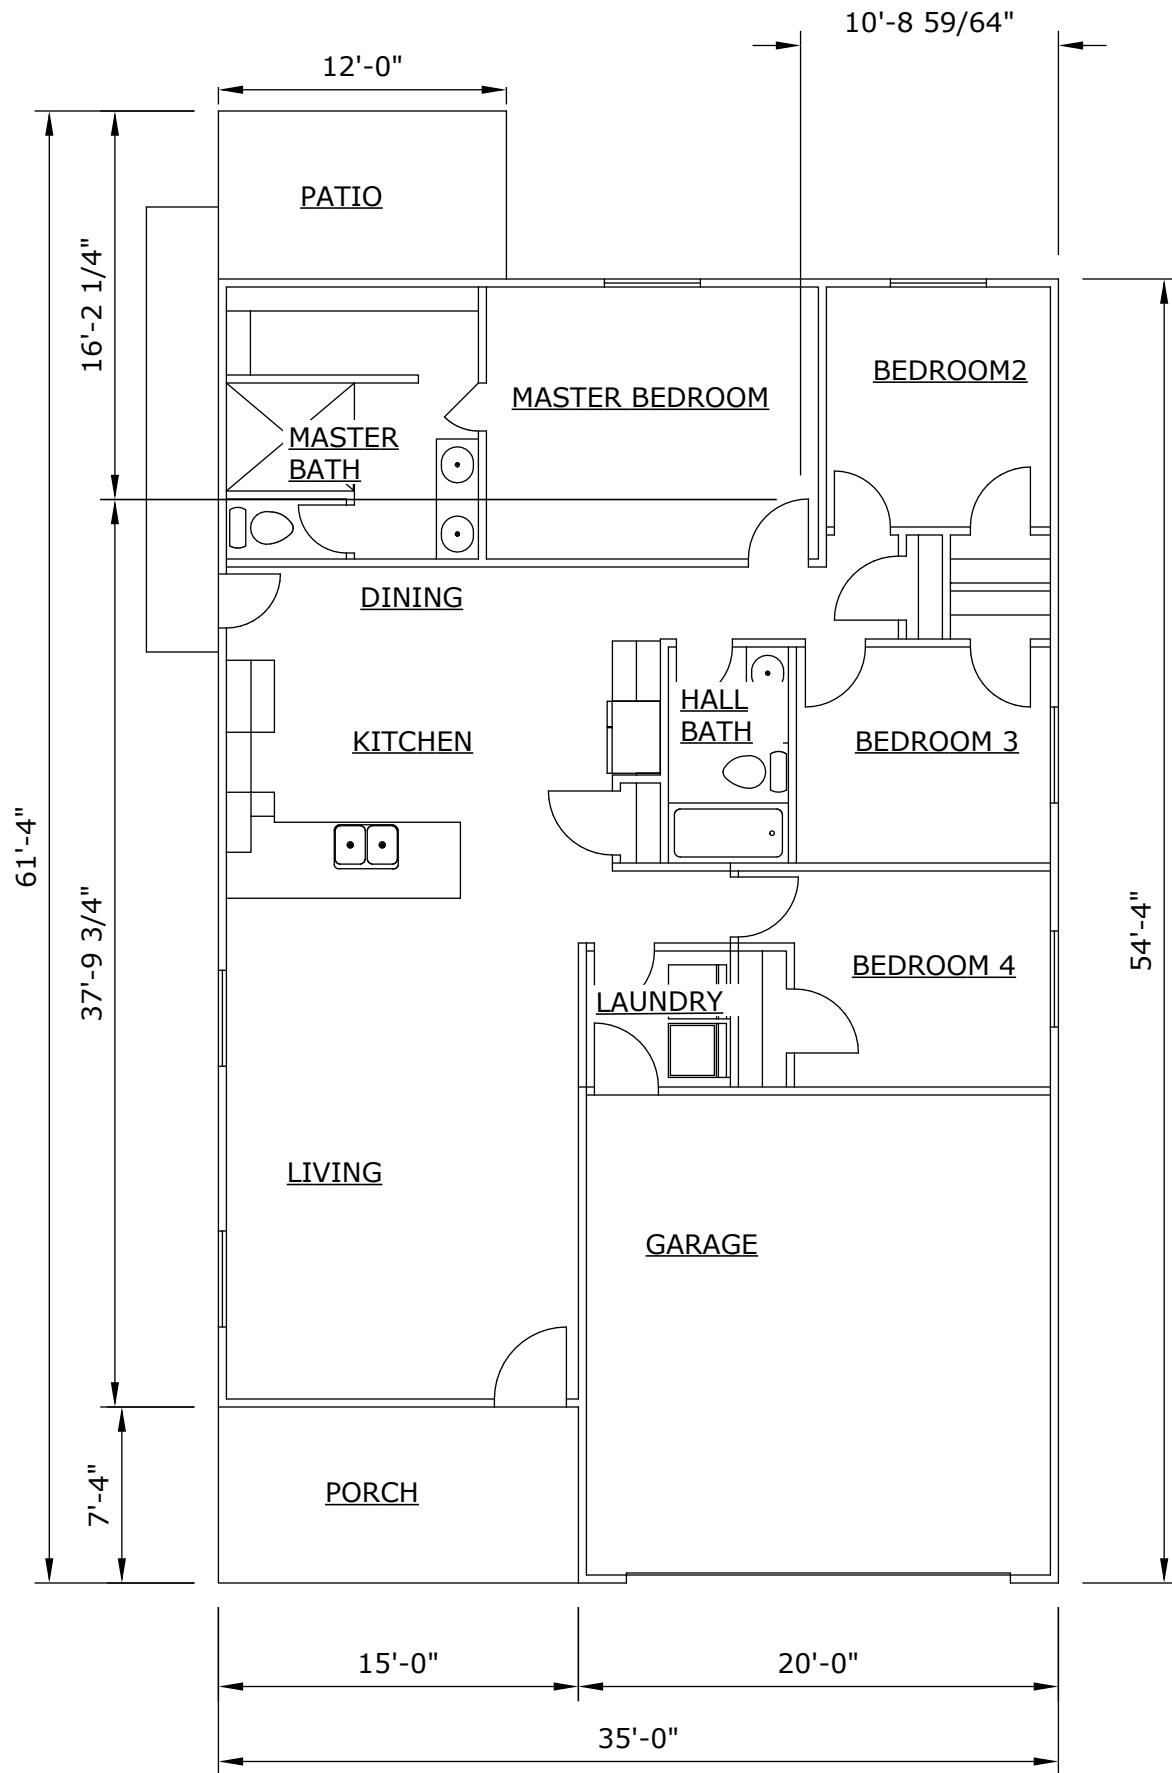 10'-8 59/64"
12'-0"
PATIO
16'-2 1/4"
BEDROOM2
MASTER BEDROOM
MASTER
BATH
DINING
HALL
BATH
KITCHEN
BEDROOM 3
61'-4"
37'-9 3/4"
54'-4"
BEDROOM 4
LAUNDRY
LIVING
GARAGE
7'-4"
PORCH
15'-0"
20'-0"
35'-0"